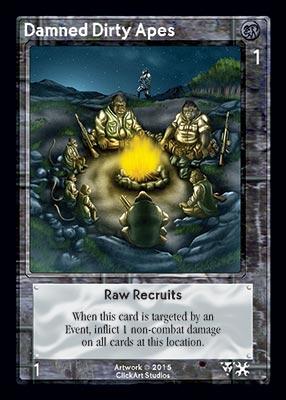 Damned Dirty Apes
1
Raw Recruits
When this card is targeted by an
Event, inflict 1 non-combat damage
on all cards at this location.
1
Artwork © 2015
ClickArt Studios